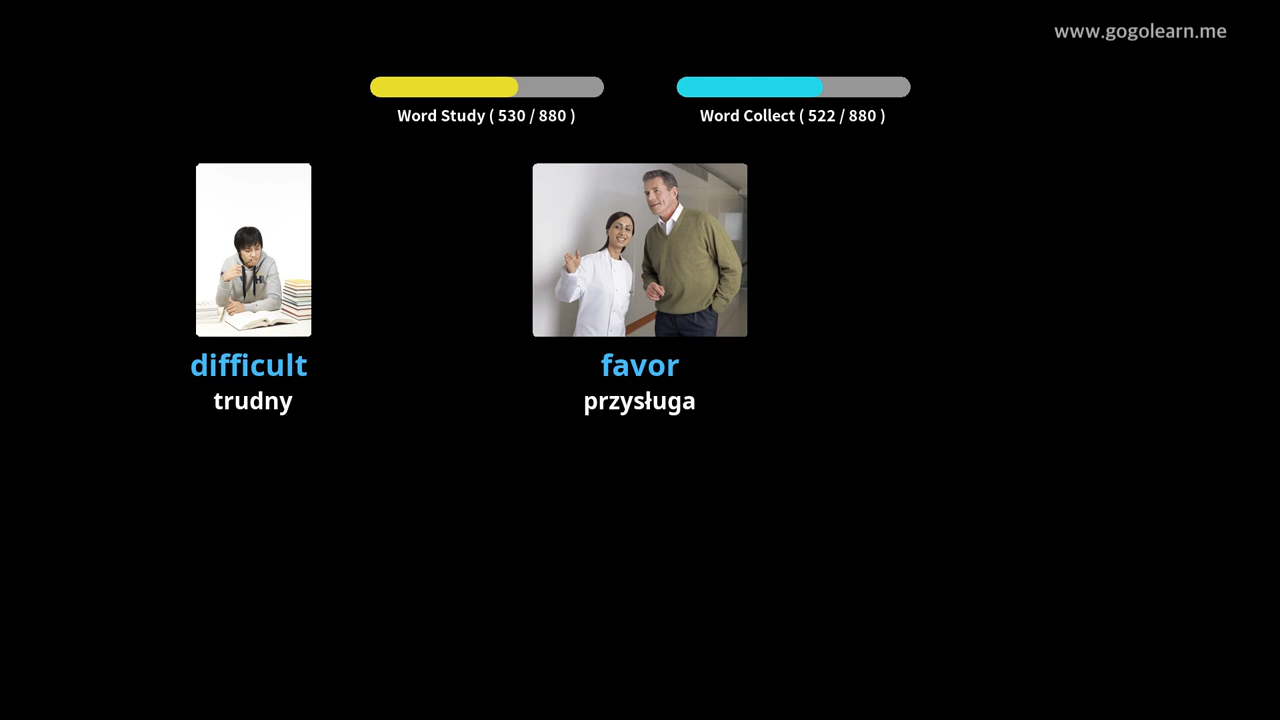 www.gogolearn.me
Word Study ( 530 / 880 )
Word Collect ( 522 / 880 )
difficult
trudny
favor
przysługa